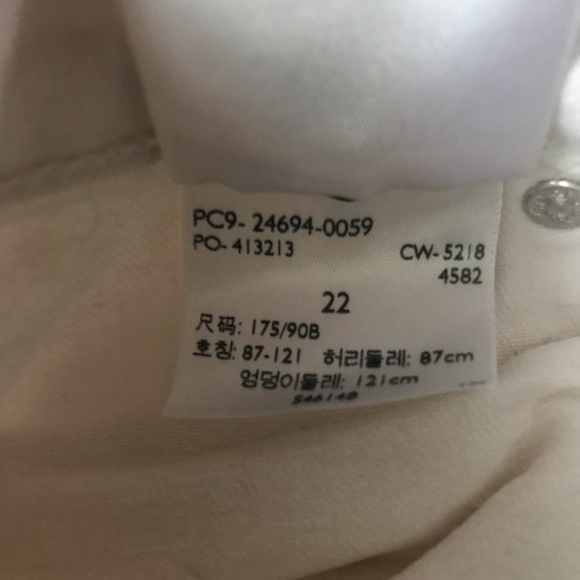 PC9- 24694-0059
PO- 413213 CW- 5218
4582
22
尺码: 175/90B
호칭: 87-121 허리둘레: 87cm
엉덩이둘레: 121cm
S4614B